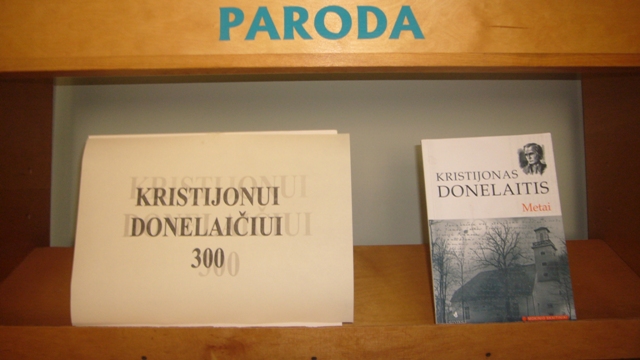 PARODA
KRISTIJONUI
DONELAIČIUI
300
KRISTIJONAS
DONELAITIS
Metai